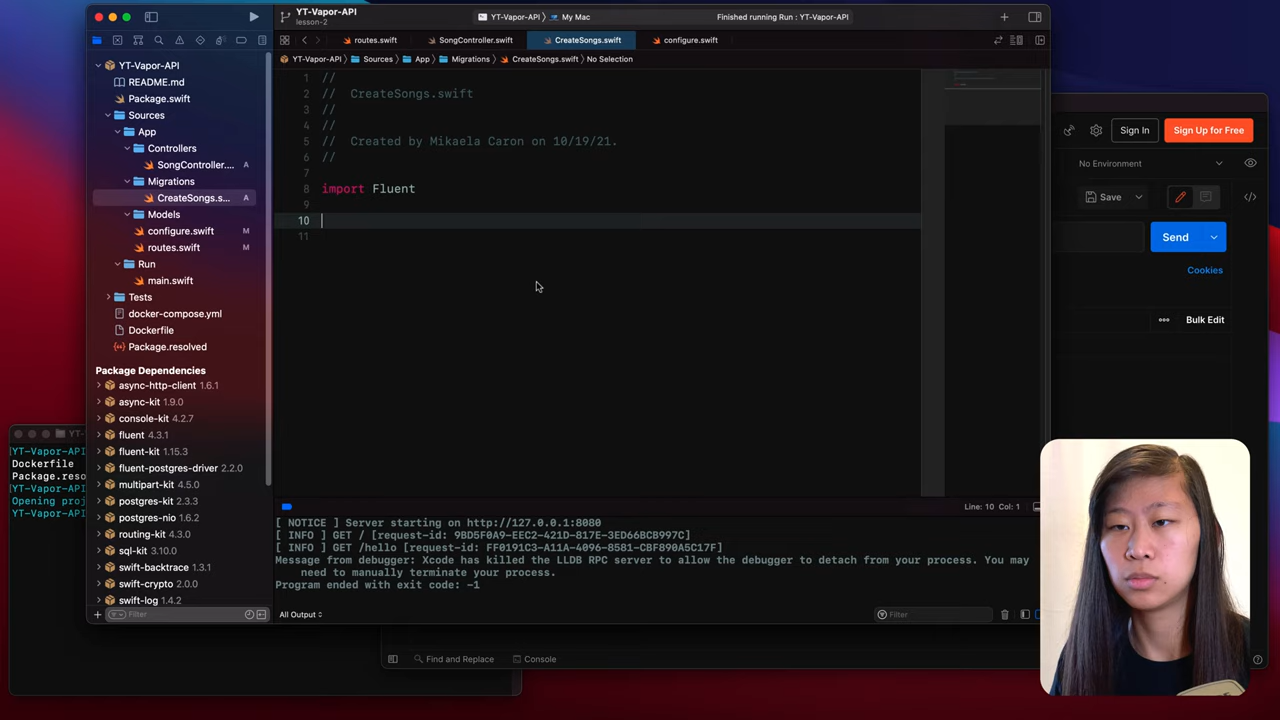 YT-Vapor-API
lesson-2
YT-Vapor-API
My Mac
Finished running Run : YT-Vapor-API
routes.swift
SongController.swift
CreateSongs.swift
configure.swift
YT-Vapor-API
Sources
App
Migrations
CreateSongs.swift
No Selection
YT-Vapor-API
README.md
Package.swift
Sources
App
Controllers
SongController.... A
Migrations
CreateSongs.s... A
Models
configure.swift M
routes.swift M
Run
main.swift
Tests
docker-compose.yml
Dockerfile
Package.resolved
Package Dependencies
async-http-client 1.6.1
async-kit 1.9.0
console-kit 4.2.7
fluent 4.3.1
fluent-kit 1.15.3
fluent-postgres-driver 2.2.0
multipart-kit 4.5.0
postgres-kit 2.3.3
postgres-nio 1.6.2
routing-kit 4.3.0
sql-kit 3.10.0
swift-backtrace 1.3.1
swift-crypto 2.0.0
swift-log 1.4.2
Filter
1 //
2 // CreateSongs.swift
3 //
4 //
5 // Created by Mikaela Caron on 10/19/21.
6 //
7
8 import Fluent
9
10
11
Line: 10 Col: 1
[ NOTICE ] Server starting on http://127.0.0.1:8080
[ INFO ] GET / [request-id: 9BD5F0A9-EEC2-421D-817E-3ED66BCB997C]
[ INFO ] GET /hello [request-id: FF0191C3-A11A-4096-8581-CBF890A5C17F]
Message from debugger: Xcode has killed the LLDB RPC server to allow the debugger to detach from your process. You may
need to manually terminate your process.
Program ended with exit code: -1
All Output
Filter
Sign In
Sign Up for Free
No Environment
Save
Send
Cookies
Bulk Edit
YT-
[YT-Vapor-API
Dockerfile
Package.reso
[YT-Vapor-API
Opening proj
YT-Vapor-API
Find and Replace
Console